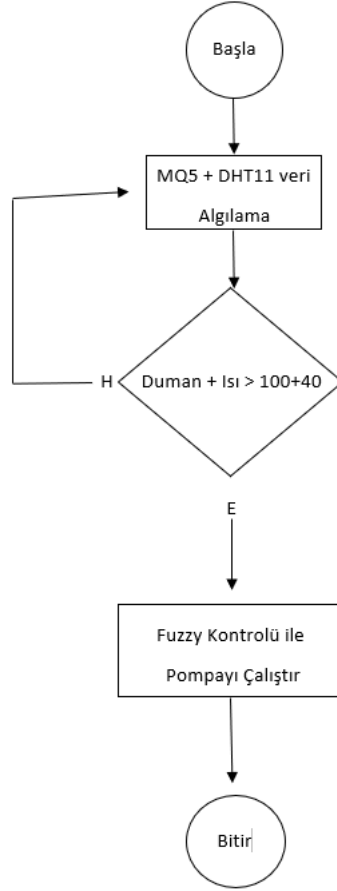 Başla
MQ5 + DHT11 veri
Algılama
H
Duman + Isı > 100+40
E
Fuzzy Kontrolü ile
Pompayı Çalıştır
Bitir